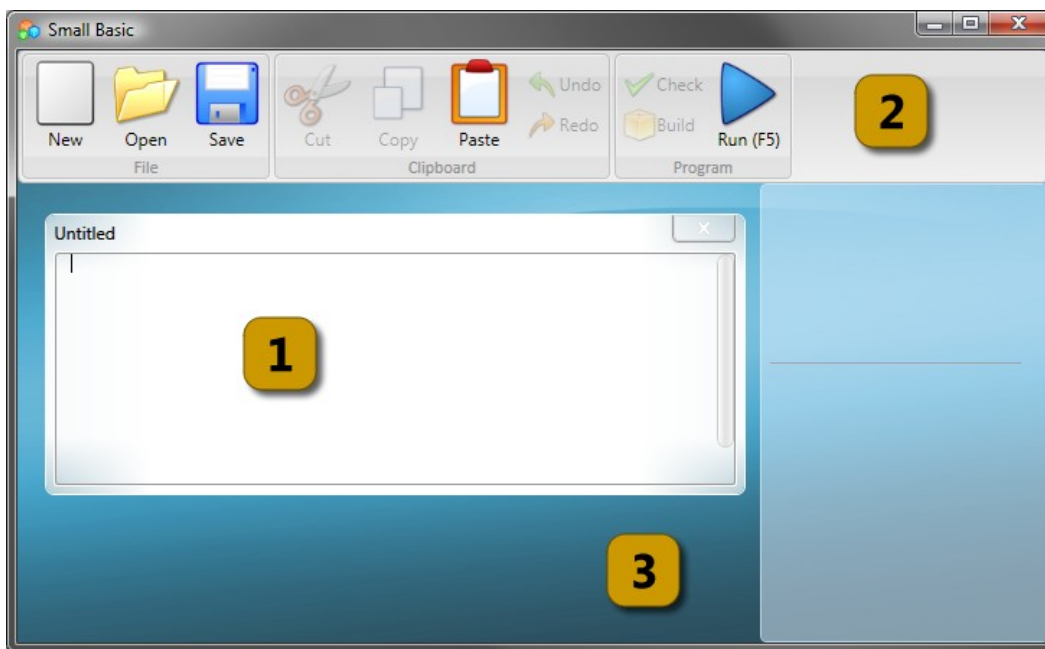 Small Basic
New Open Save Cut Copy Paste Undo Redo Check Build Run (F5)
File Clipboard Program
2
Untitled
1
3